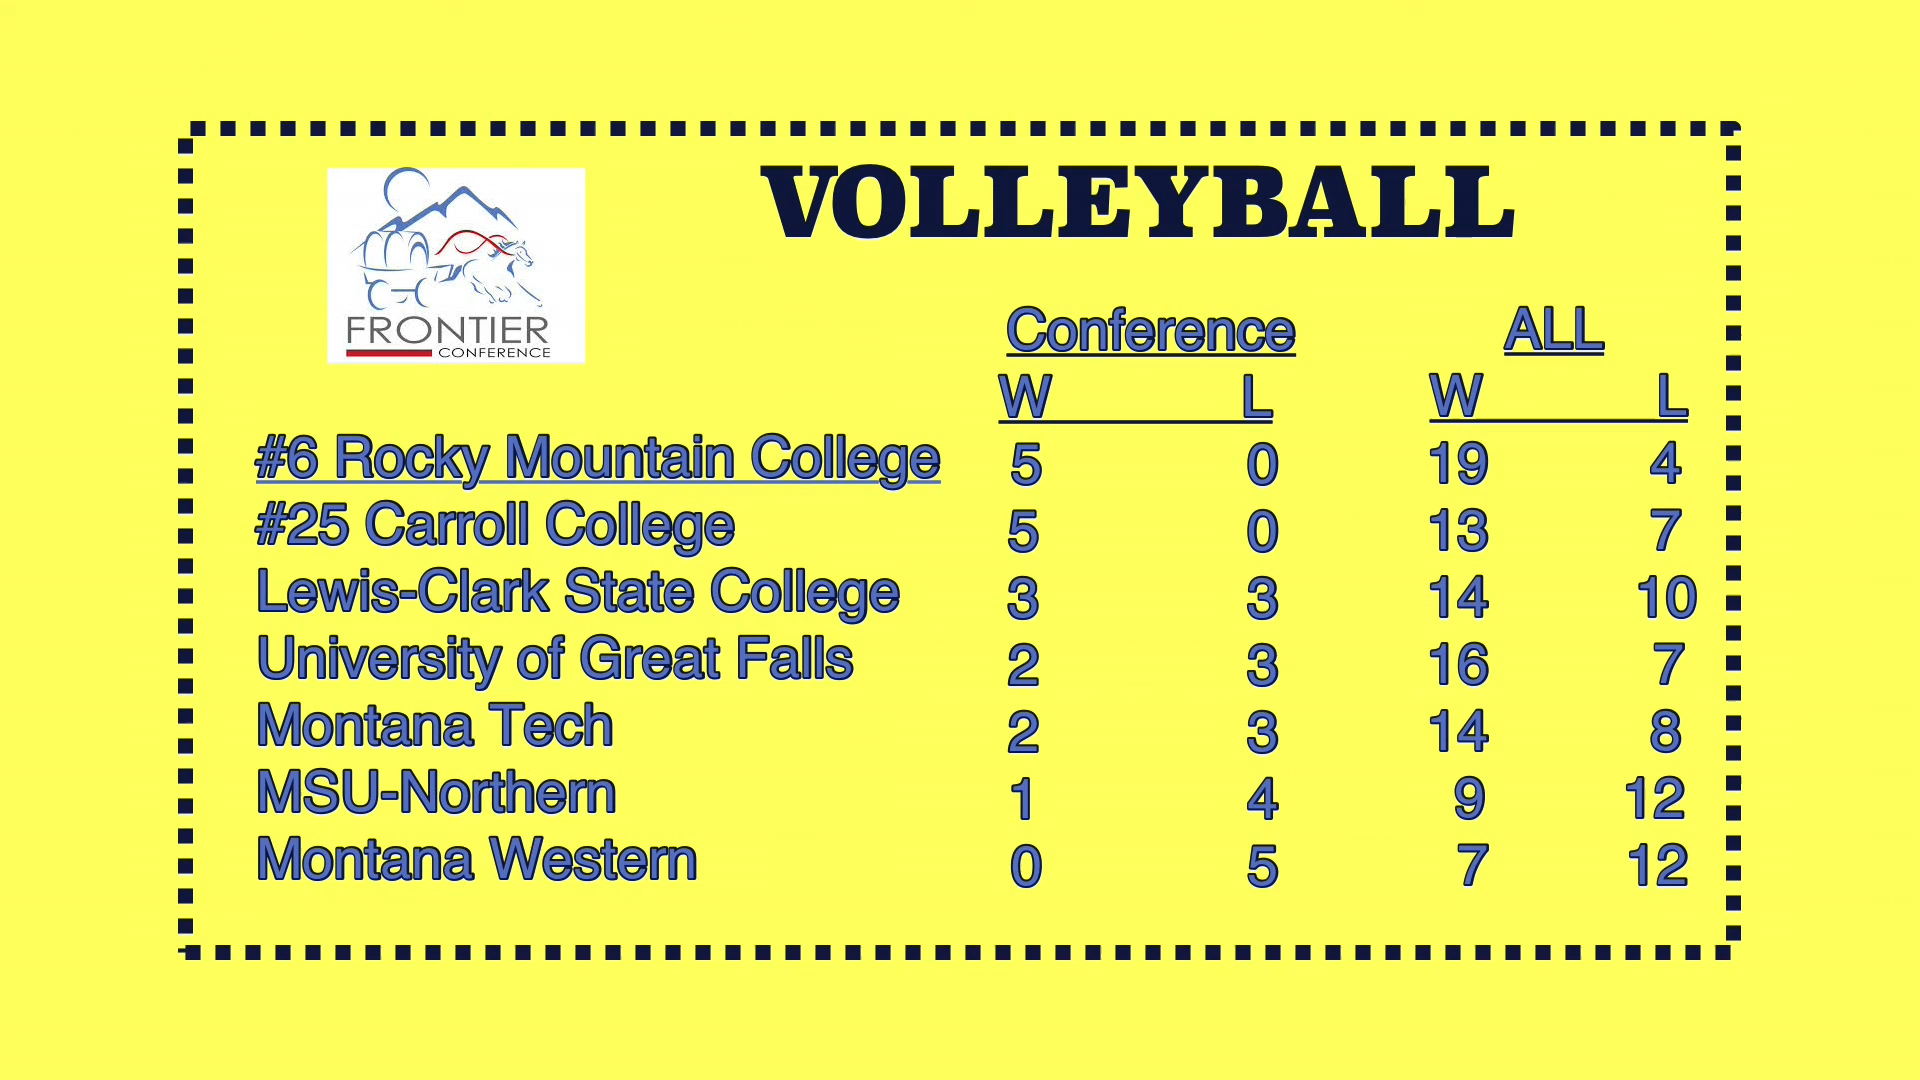 VOLLEYBALL
FRONTIER
CONFERENCE
Conference ALL
W L W L
#6 Rocky Mountain College 5 0 19 4
#25 Carroll College 5 0 13 7
Lewis-Clark State College 3 3 14 10
University of Great Falls 2 3 16 7
Montana Tech 2 3 14 8
MSU-Northern 1 4 9 12
Montana Western 0 5 7 12